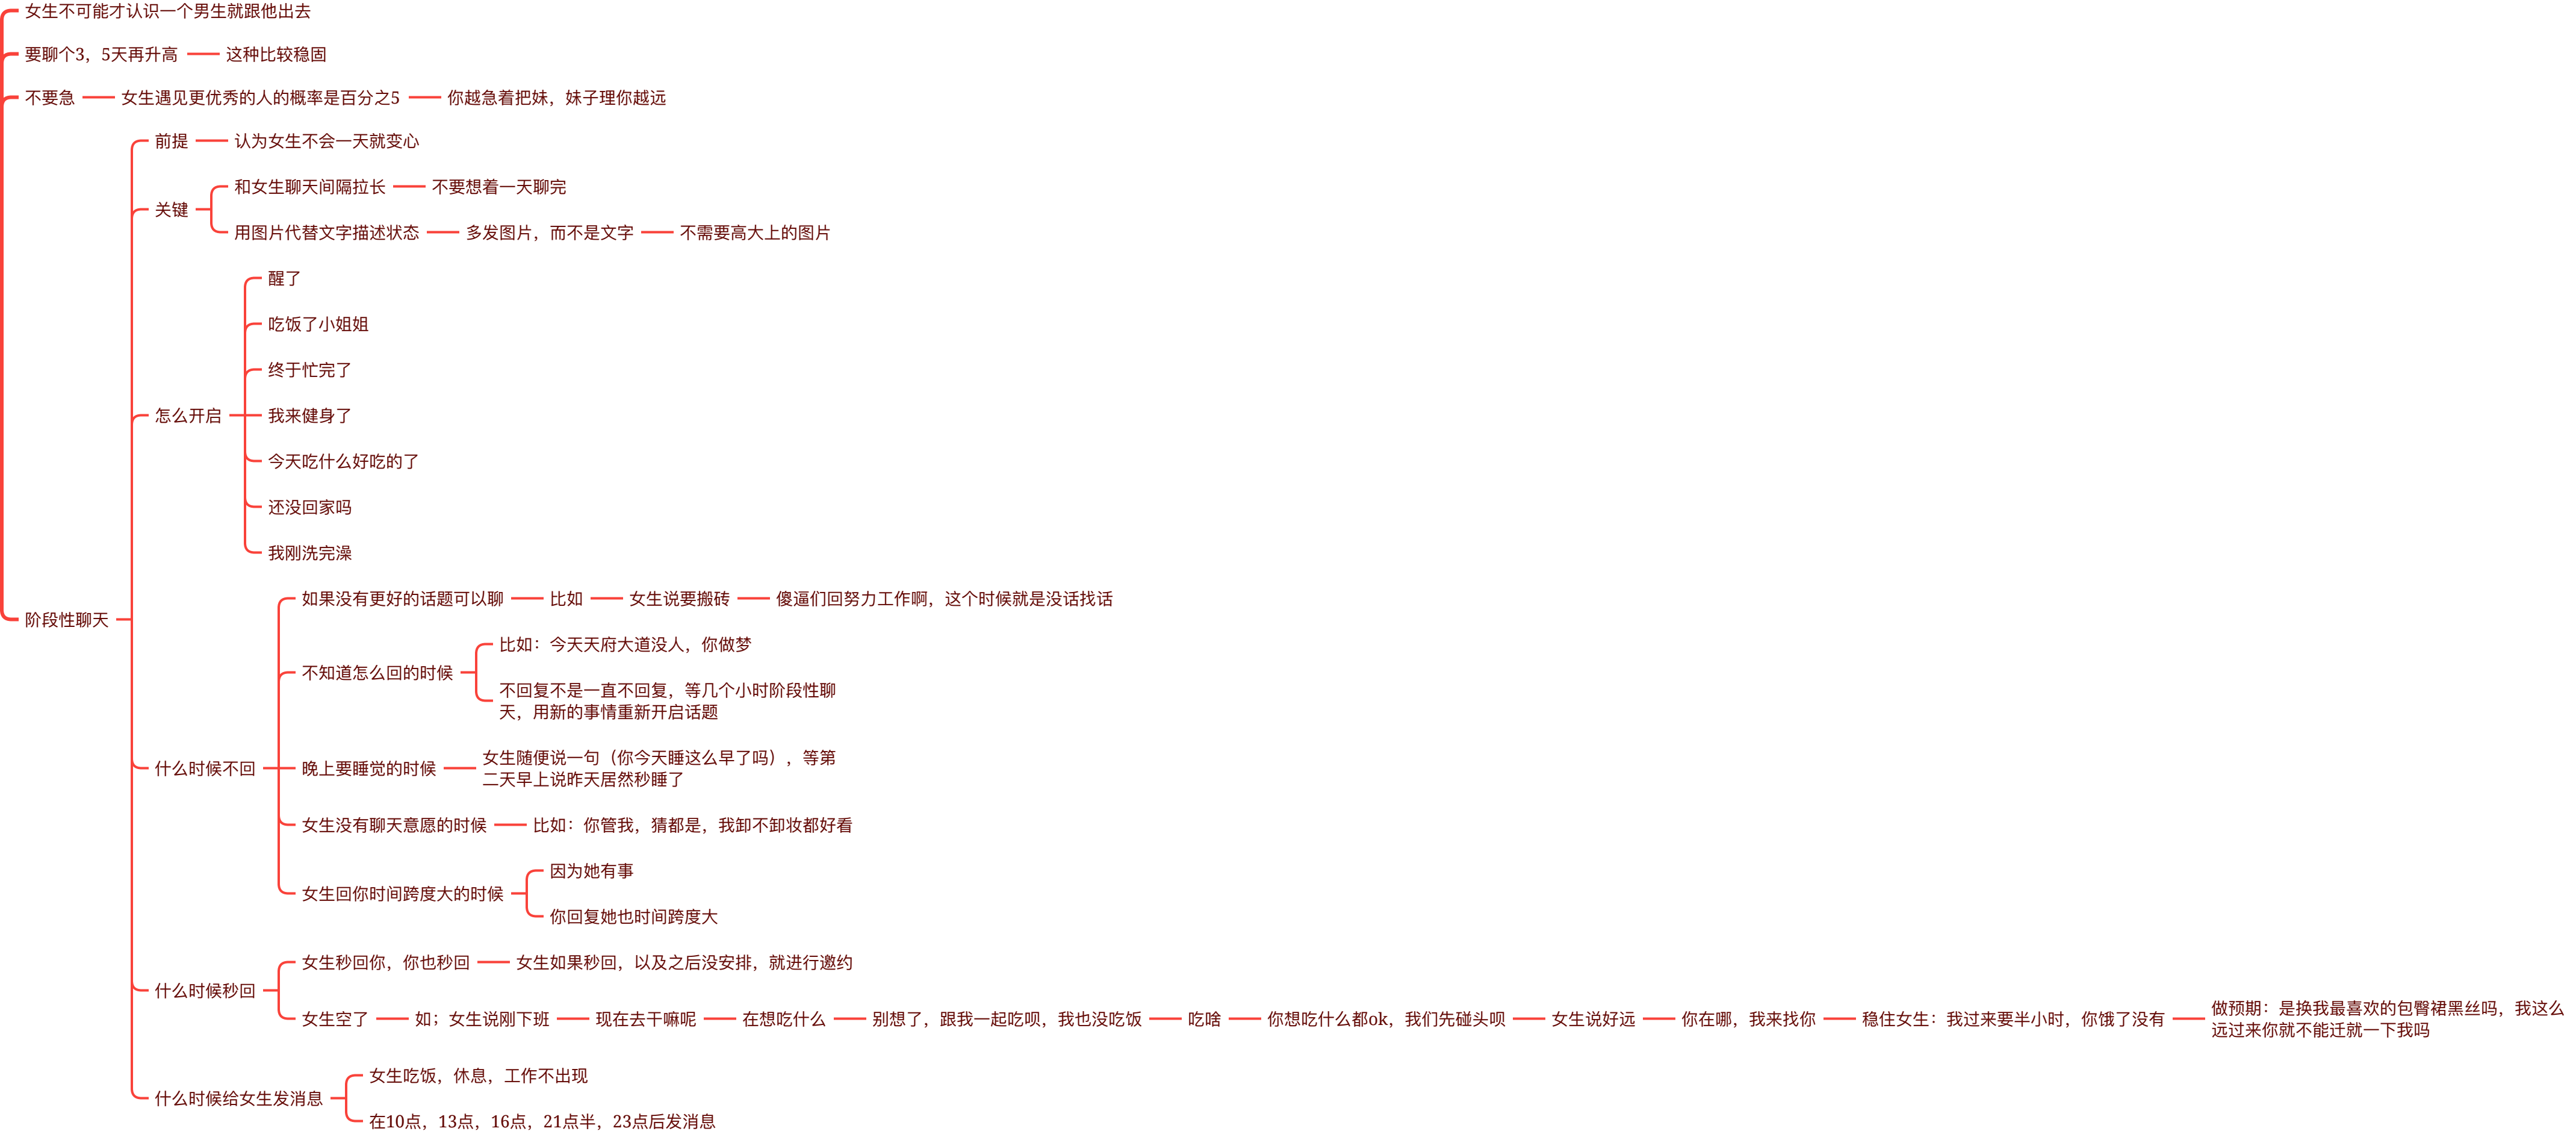 女生不可能才认识一个男生就跟他出去
要聊个3，5天再升高
这种比较稳固
不要急
女生遇见更优秀的人的概率是百分之5
你越急着把妹，妹子理你越远
阶段性聊天
前提
认为女生不会一天就变心
关键
和女生聊天间隔拉长
不要想着一天聊完
用图片代替文字描述状态
多发图片，而不是文字
不需要高大上的图片
怎么开启
醒了
吃饭了小姐姐
终于忙完了
我来健身了
今天吃什么好吃的了
还没回家吗
我刚洗完澡
什么时候不回
如果没有更好的话题可以聊
比如
女生说要搬砖
傻逼们回努力工作啊，这个时候就是没话找话
不知道怎么回的时候
比如：今天天府大道没人，你做梦
不回复不是一直不回复，等几个小时阶段性聊
天，用新的事情重新开启话题
晚上要睡觉的时候
女生随便说一句（你今天睡这么早了吗），等第
二天早上说昨天居然秒睡了
女生没有聊天意愿的时候
比如：你管我，猜都是，我卸不卸妆都好看
女生回你时间跨度大的时候
因为她有事
你回复她也时间跨度大
什么时候秒回
女生秒回你，你也秒回
女生如果秒回，以及之后没安排，就进行邀约
女生空了
如；女生说刚下班
现在去干嘛呢
在想吃什么
别想了，跟我一起吃呗，我也没吃饭
吃啥
你想吃什么都ok，我们先碰头呗
女生说好远
你在哪，我来找你
稳住女生：我过来要半小时，你饿了没有
做预期：是换我最喜欢的包臀裙黑丝吗，我这么
远过来你就不能迁就一下我吗
什么时候给女生发消息
女生吃饭，休息，工作不出现
在10点，13点，16点，21点半，23点后发消息